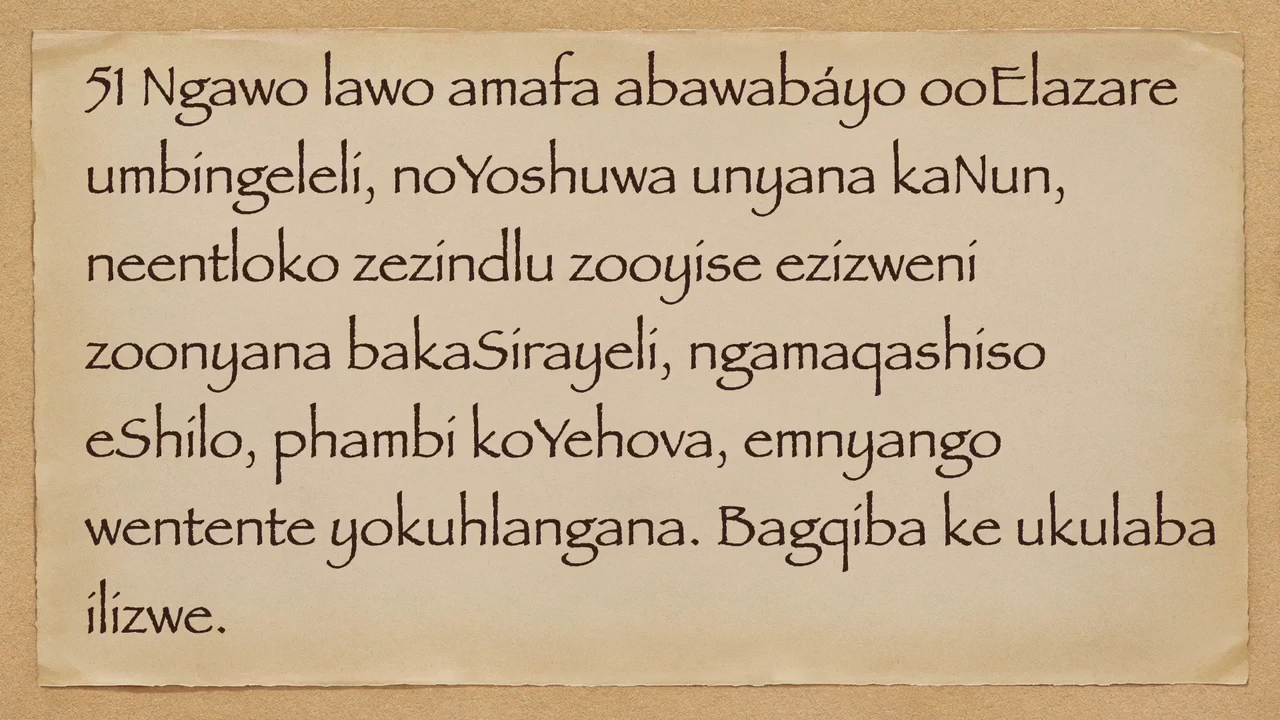 51 Ngawo lawo amafa abawabáyo ooElazare
umbingeleli, noYoshuwa unyana kaNun,
neentloko zezindlu zooyise ezizweni
zoonyana bakaSirayeli, ngamaqashiso
eShilo, phambi koYehova, emnyango
wentente yokuhlangana. Bagqiba ke ukulaba
ilizwe.